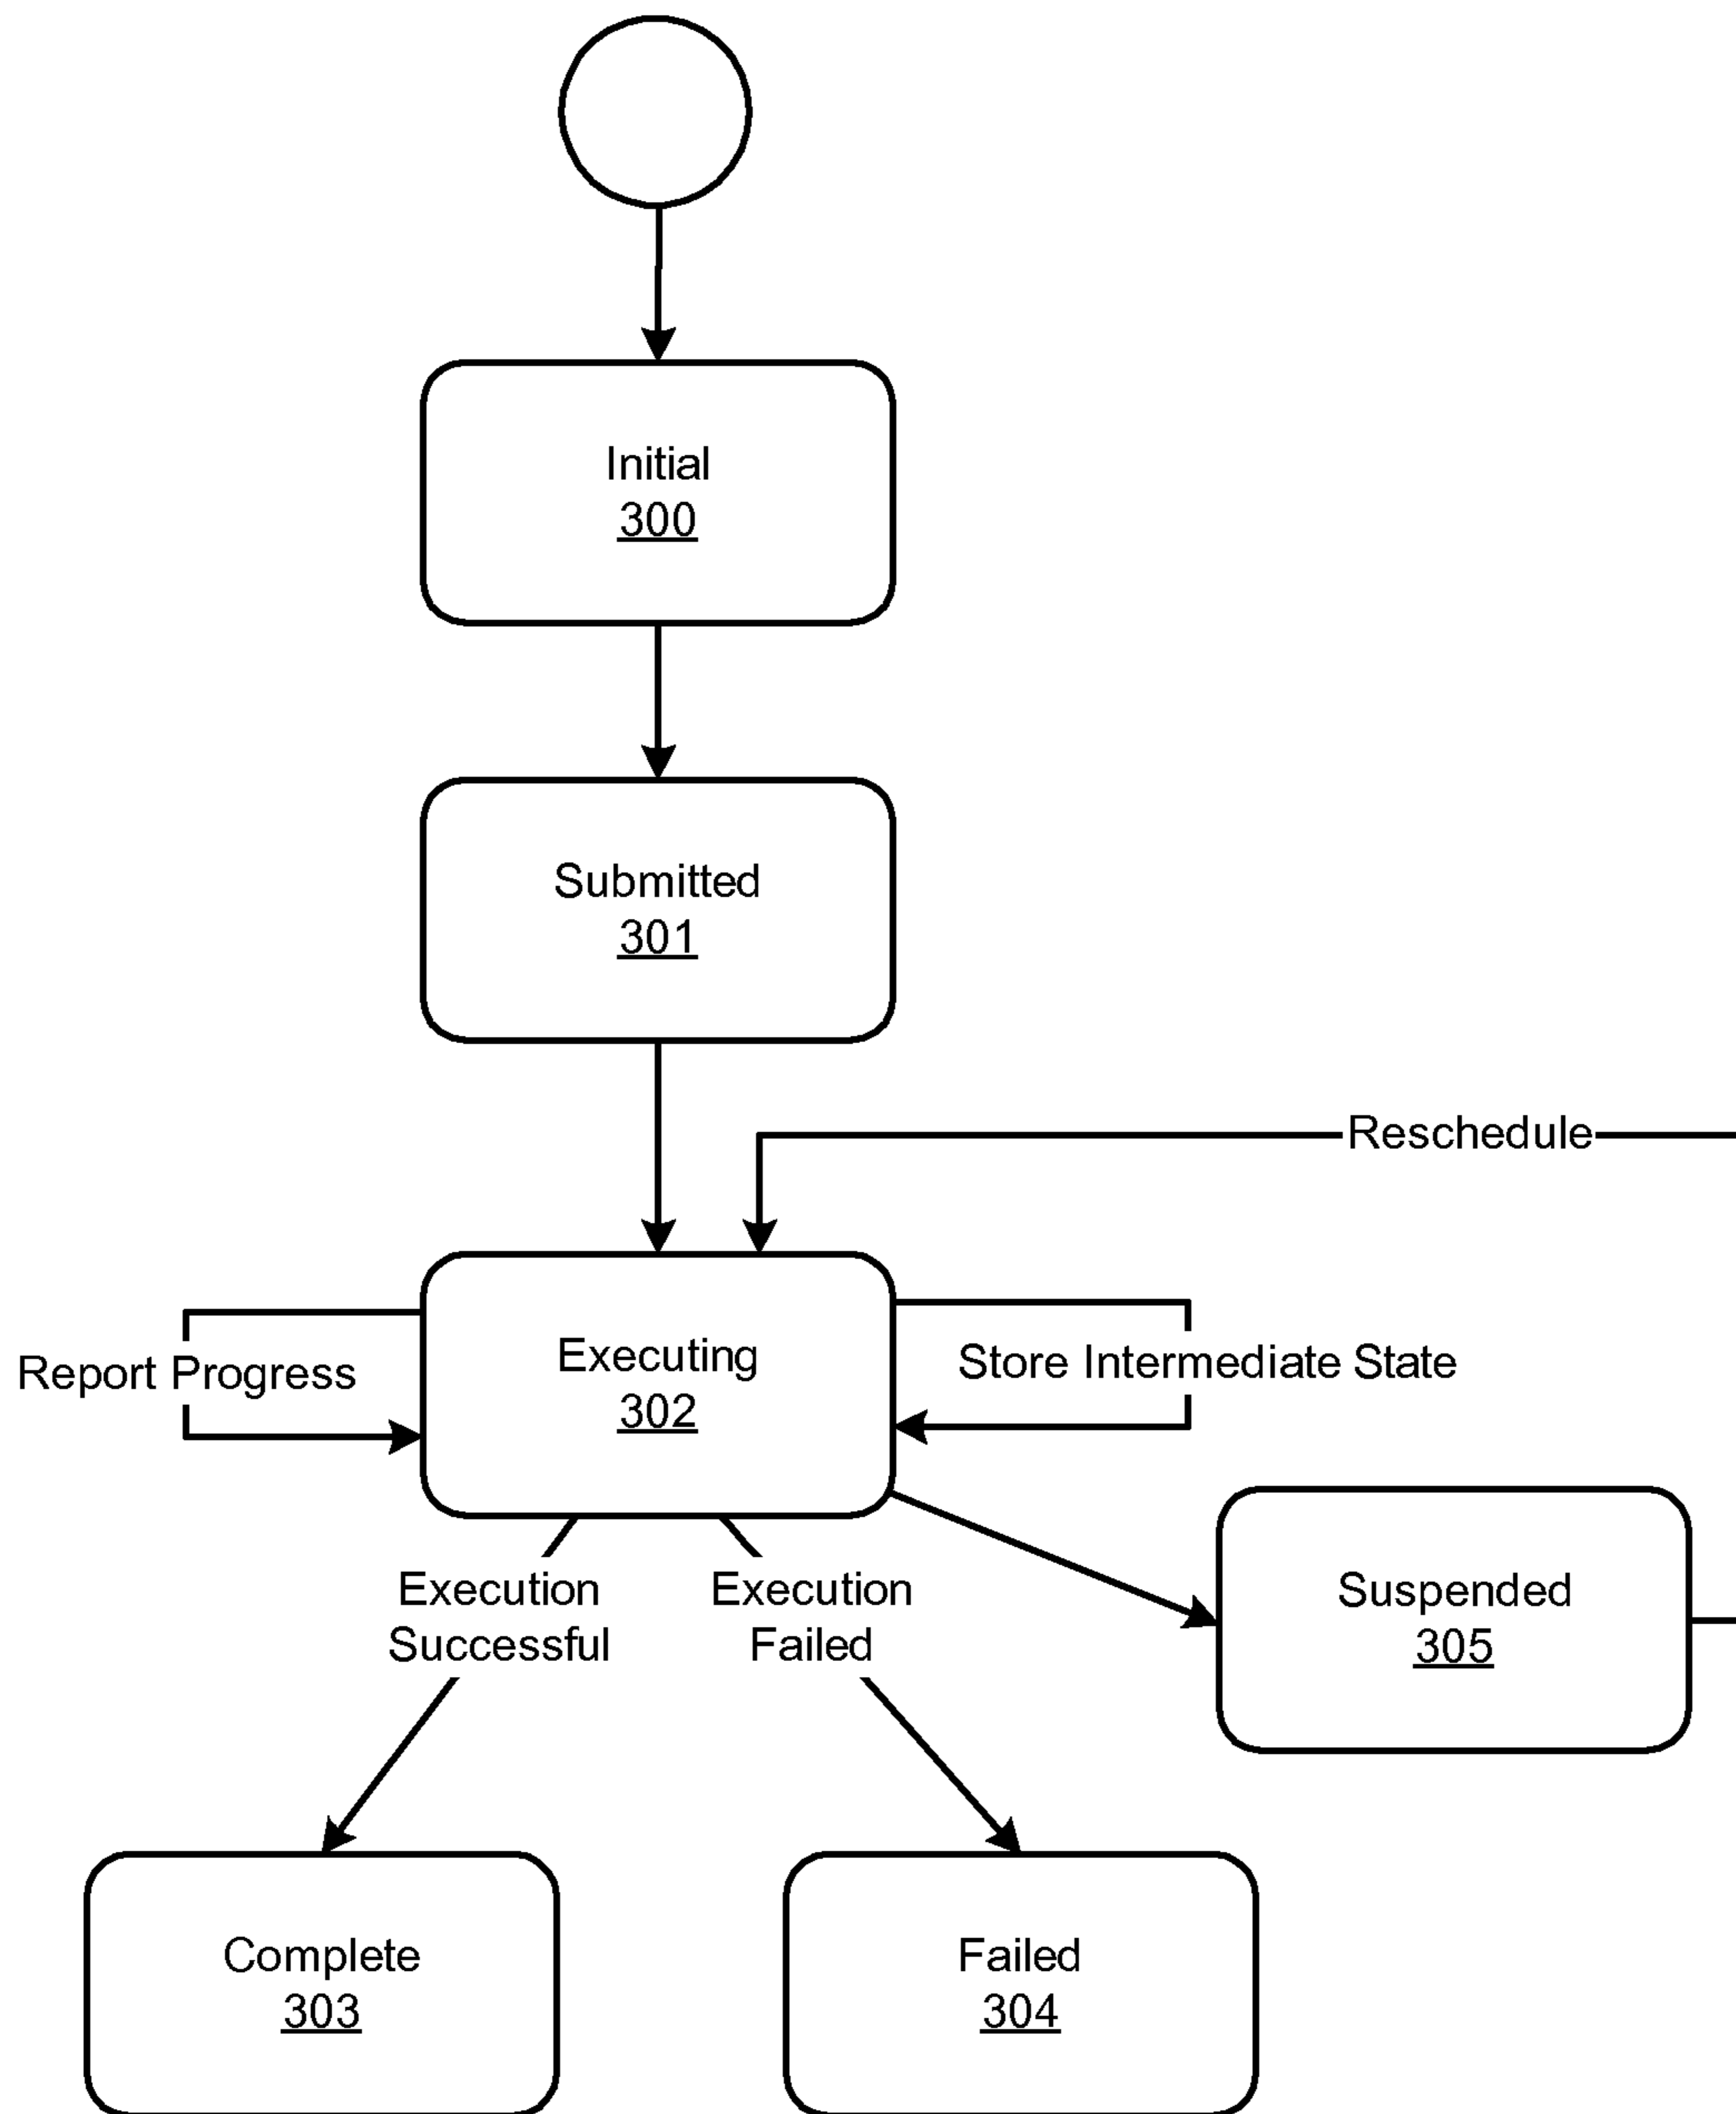 Initial
300
Submitted
301
Reschedule
Report Progress
Executing
302
Store Intermediate State
Execution
Successful
Execution
Failed
Suspended
305
Complete
303
Failed
304